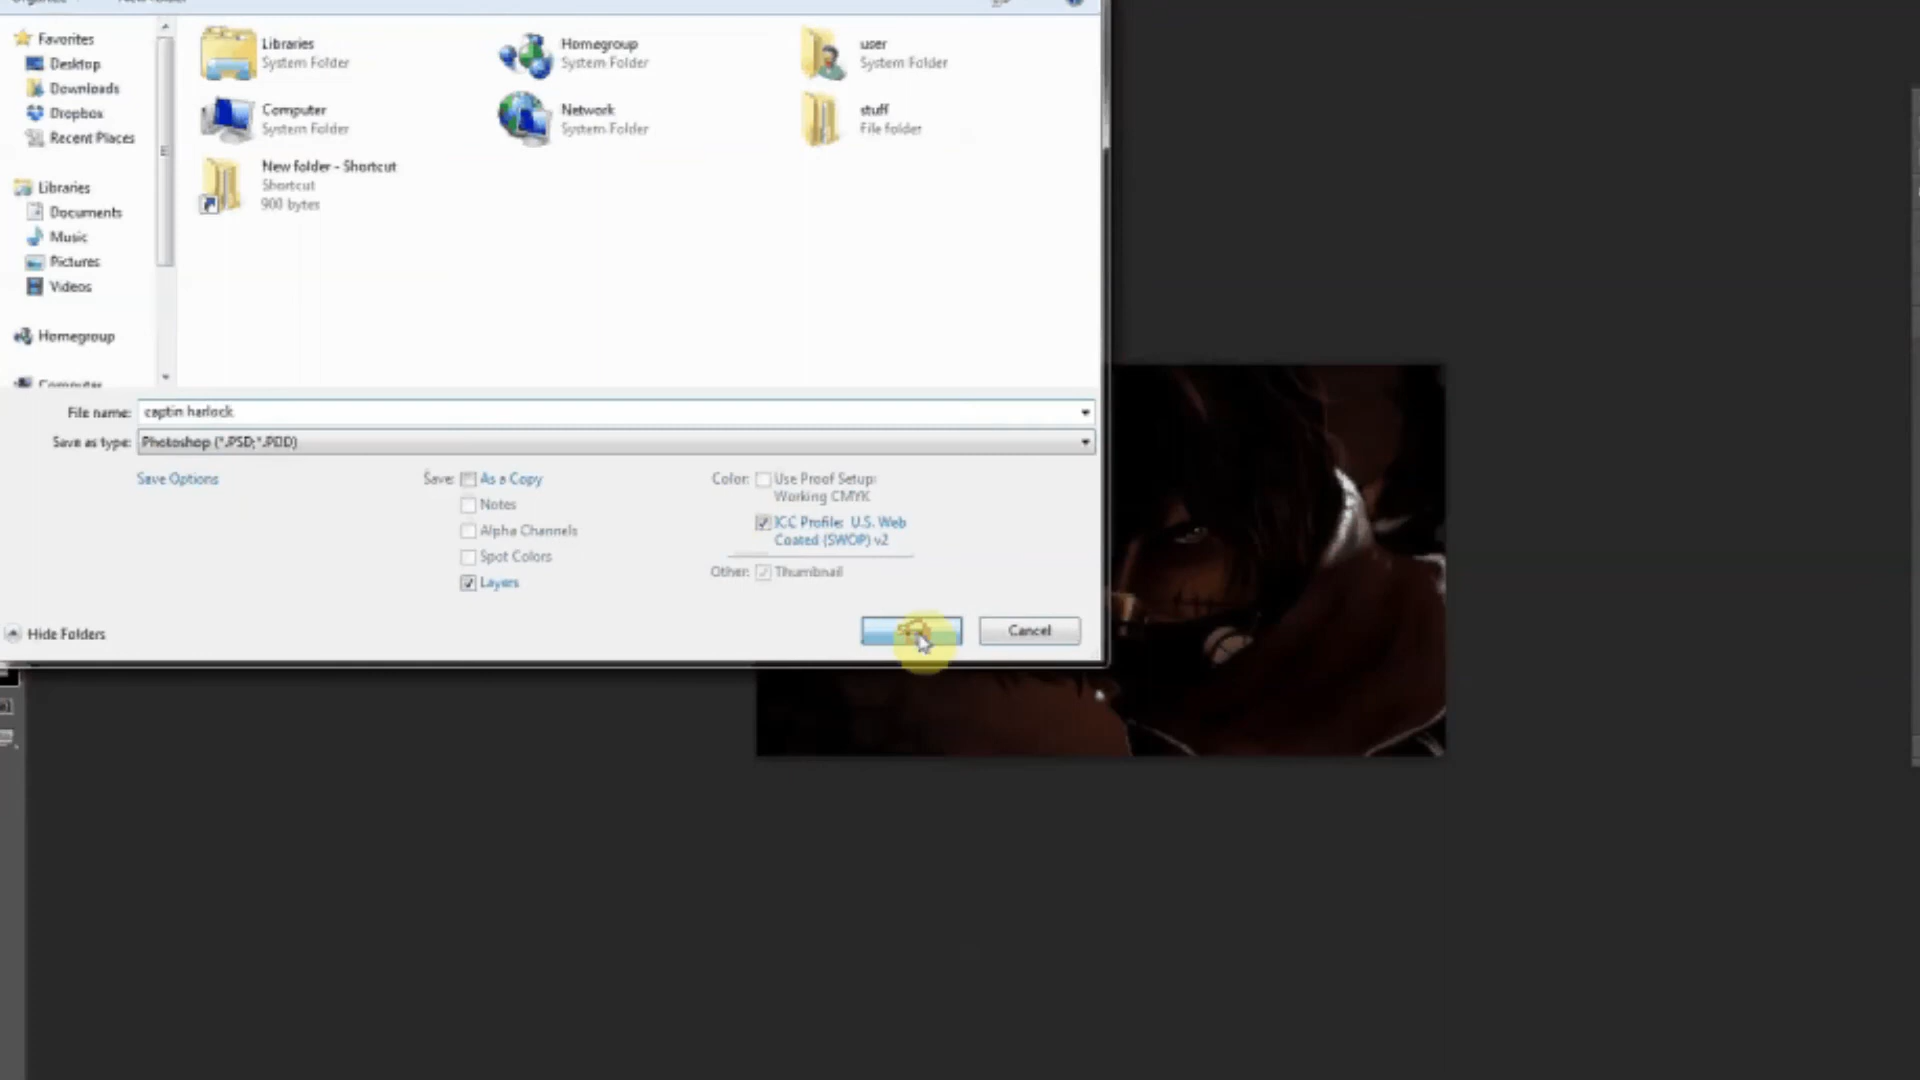 New folder
Favorites
Desktop
Downloads
Dropbox
Recent Places
Libraries
Documents
Music
Pictures
Videos
Homegroup
Computer
Libraries
System Folder
Homegroup
System Folder
user
System Folder
Computer
System Folder
Network
System Folder
stuff
File folder
New folder - Shortcut
Shortcut
900 bytes
File name: captin harlock
Save as type: Photoshop (*.PSD;*.PDD)
Save Options
Save: As a Copy
Notes
Alpha Channels
Spot Colors
Layers
Color: Use Proof Setup:
Working CMYK
ICC Profile: U.S. Web
Coated (SWOP) v2
Other: Thumbnail
Hide Folders
Cancel